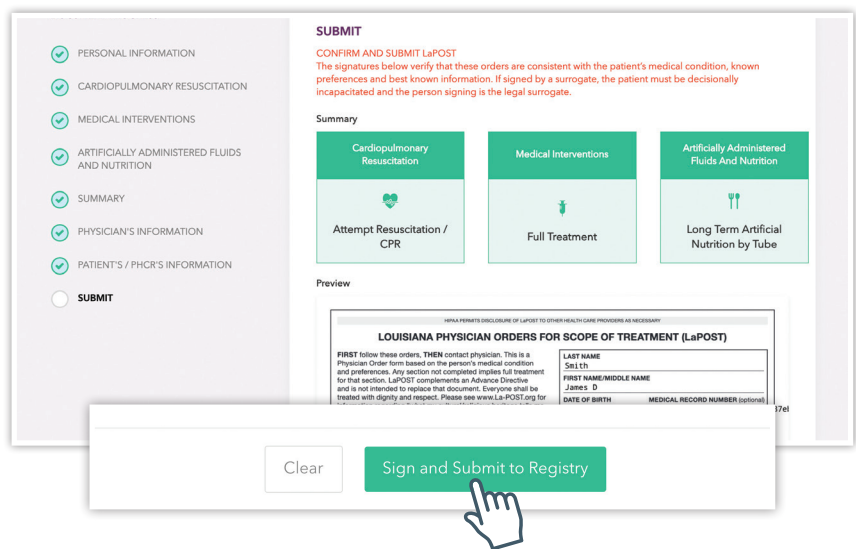 PERSONAL INFORMATION
CARDIOPULMONARY RESUSCITATION
MEDICAL INTERVENTIONS
ARTIFICIALLY ADMINISTERED FLUIDS
AND NUTRITION
SUMMARY
PHYSICIAN'S INFORMATION
PATIENT'S / PHCR'S INFORMATION
SUBMIT
SUBMIT
CONFIRM AND SUBMIT LaPOST
The signatures below verify that these orders are consistent with the patient's medical condition, known
preferences and best known information. If signed by a surrogate, the patient must be decisionally
incapacitated and the person signing is the legal surrogate.
Summary
Cardiopulmonary
Resuscitation
Attempt Resuscitation /
CPR
Medical Interventions
Full Treatment
Artificially Administered
Fluids And Nutrition
Long Term Artificial
Nutrition by Tube
Preview
HIPAA PERMITS DISCLOSURE OF LaPOST TO OTHER HEALTH CARE PROVIDERS AS NECESSARY
LOUISIANA PHYSICIAN ORDERS FOR SCOPE OF TREATMENT (LaPOST)
FIRST follow these orders, THEN contact physician. This is a
Physician Order form based on the person's medical condition
and preferences. Any section not completed implies full treatment
for that section. LaPOST complements an Advance Directive
and is not intended to replace that document. Everyone shall be
treated with dignity and respect. Please see www.La-POST.org for
LAST NAME
Smith
FIRST NAME/MIDDLE NAME
James D
DATE OF BIRTH MEDICAL RECORD NUMBER (optional)
37el
Clear
Sign and Submit to Registry